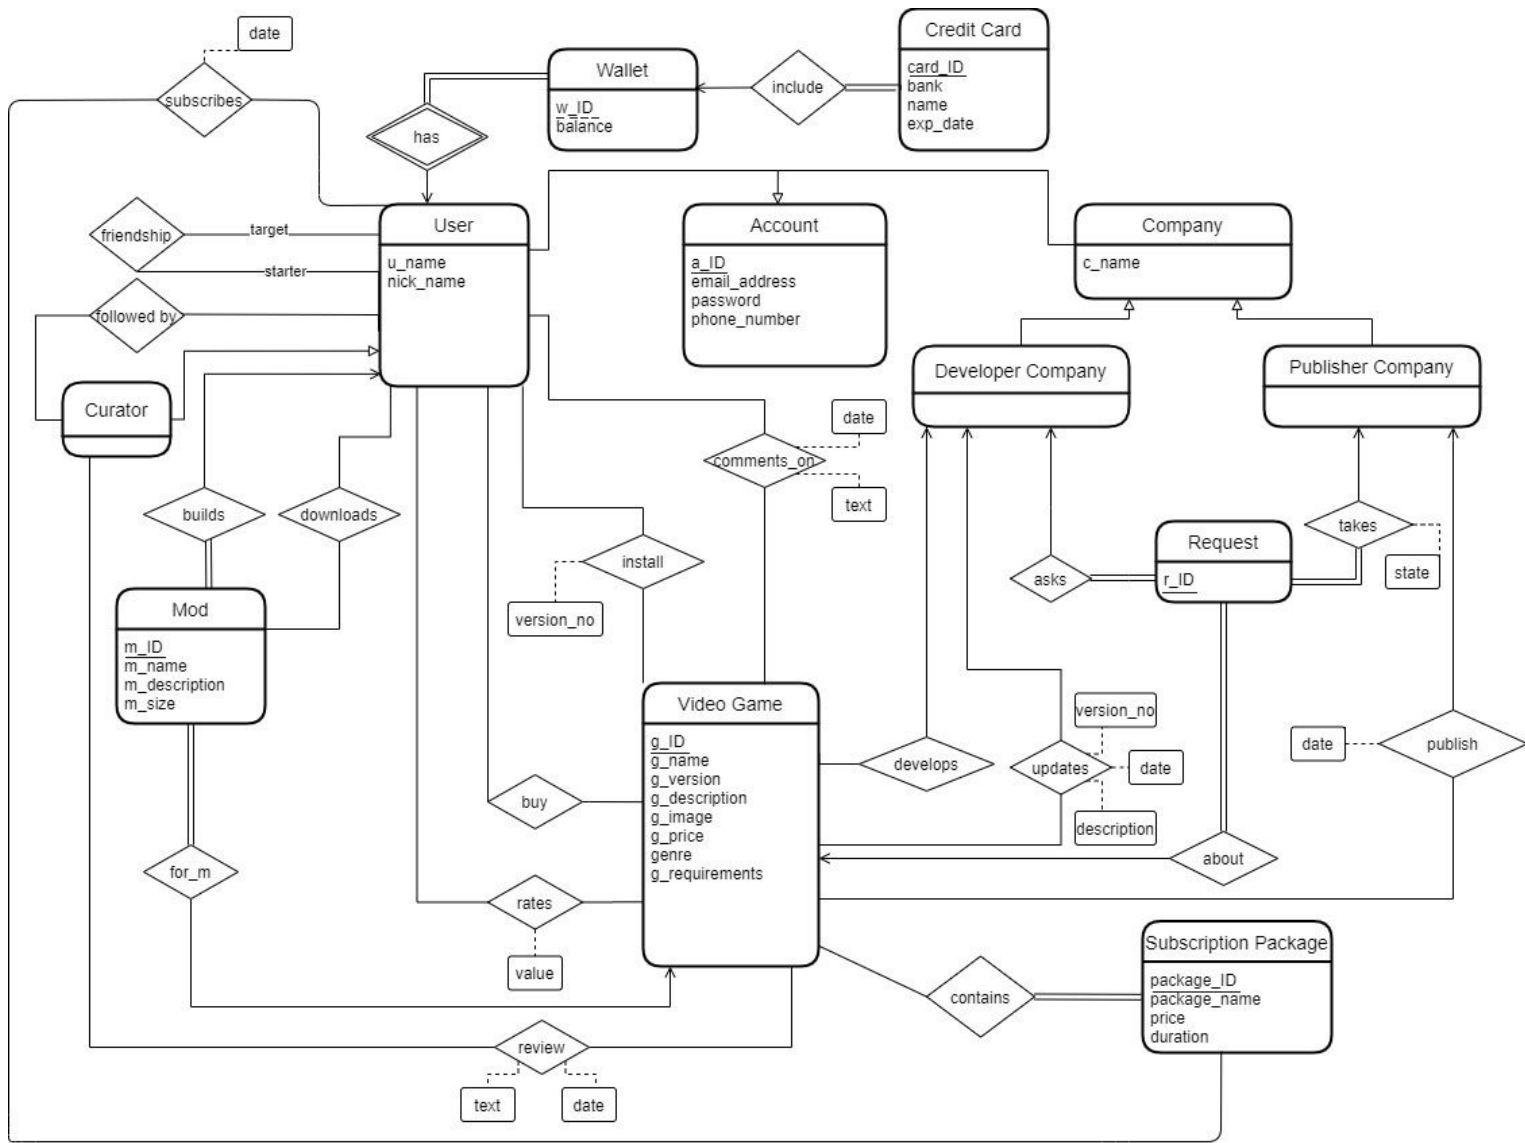 date
Credit Card
card_ID
bank
name
exp_date
Wallet
w_ID
balance
include
subscribes
has
User
u_name
nick_name
Account
a_ID
email_address
password
phone_number
Company
c_name
friendship
target
starter
followed by
Curator
Developer Company
Publisher Company
date
comments_on
text
builds
downloads
install
version_no
takes
state
Request
r_ID
asks
Mod
m_ID
m_name
m_description
m_size
Video Game
g_ID
g_name
g_version
g_description
g_image
g_price
genre
g_requirements
develops
version_no
updates
date
description
date
publish
buy
about
for_m
rates
value
Subscription Package
package_ID
package_name
price
duration
contains
review
text
date